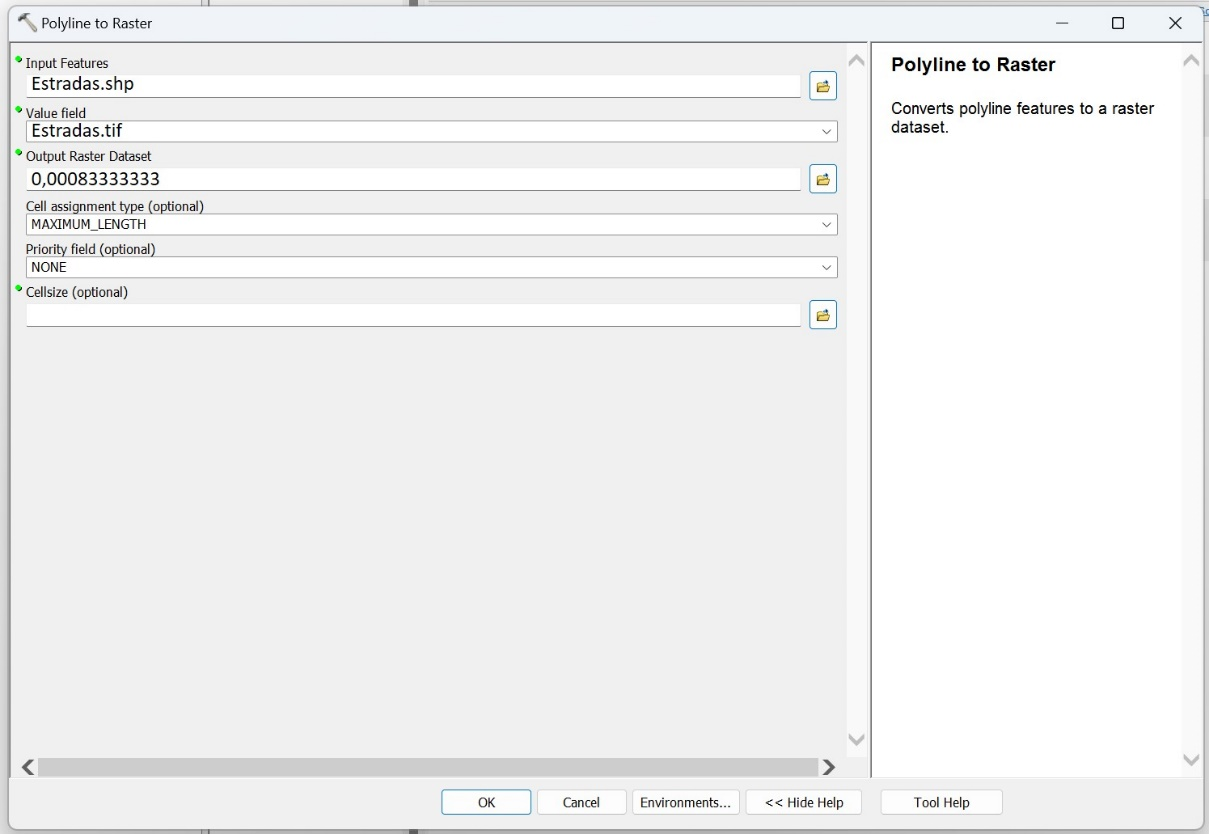 Polyline to Raster
Input Features
Estradas.shp
Value field
Estradas.tif
Output Raster Dataset
0,00083333333
Cell assignment type (optional)
MAXIMUM_LENGTH
Priority field (optional)
NONE
Cellsize (optional)
Polyline to Raster
Converts polyline features to a raster
dataset.
OK
Cancel
Environments...
<< Hide Help
Tool Help